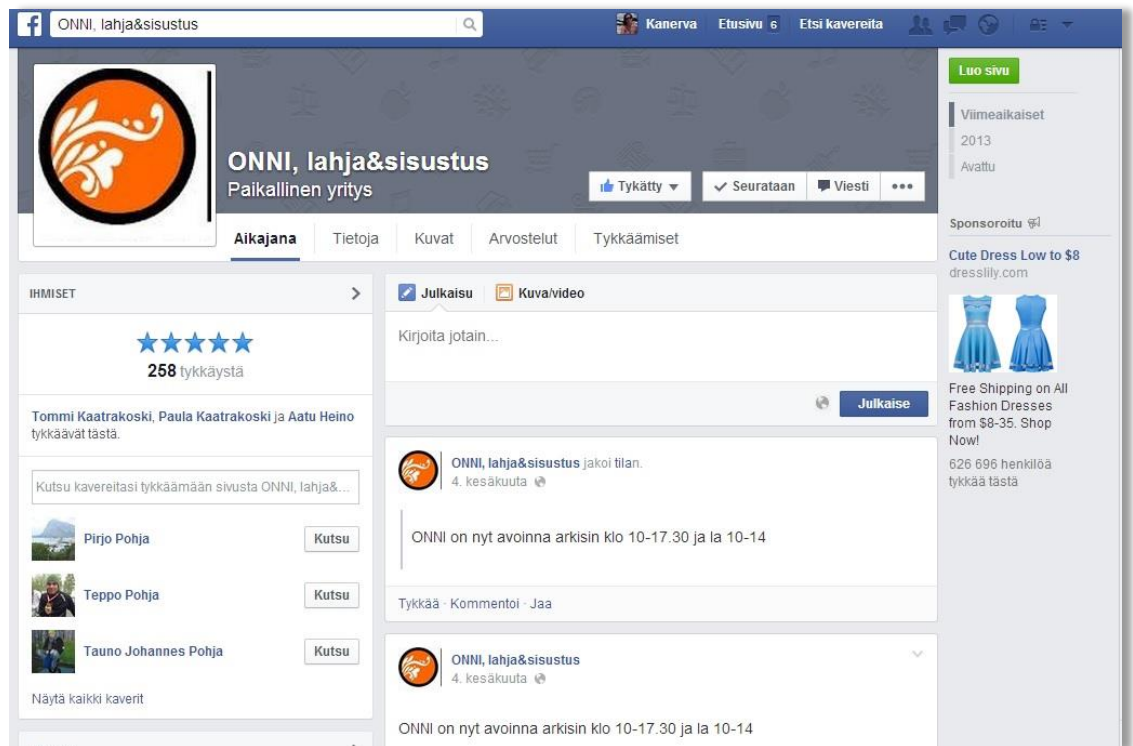 ONNI, lahja&sisustus
Kanerva
Etusivu 6
Etsi kavereita
ONNI, lahja&sisustus
Paikallinen yritys
Tykätty
Seurataan
Viesti
Aikajana
Tietoja
Kuvat
Arvostelut
Tykkäämiset
IHMISET
258 tykkäystä
Tommi Kaatrakoski, Paula Kaatrakoski ja Aatu Heino
tykkäävät tästä.
Kutsu kavereitasi tykkäämään sivusta ONNI, lahja&...
Pirjo Pohja
Kutsu
Teppo Pohja
Kutsu
Tauno Johannes Pohja
Kutsu
Näytä kaikki kaverit
Julkaisu
Kuva/video
Kirjoita jotain...
Julkaise
ONNI, lahja&sisustus jakoi tilan.
4. kesäkuuta
ONNI on nyt avoinna arkisin klo 10-17.30 ja la 10-14
Tykkää · Kommentoi · Jaa
ONNI, lahja&sisustus
4. kesäkuuta
ONNI on nyt avoinna arkisin klo 10-17.30 ja la 10-14
Luo sivu
Viimeaikaiset
2013
Avattu
Sponsoroitu
Cute Dress Low to $8
dresslily.com
Free Shipping on All
Fashion Dresses
from $8-35. Shop
Now!
626 696 henkilöä
tykkää tästä